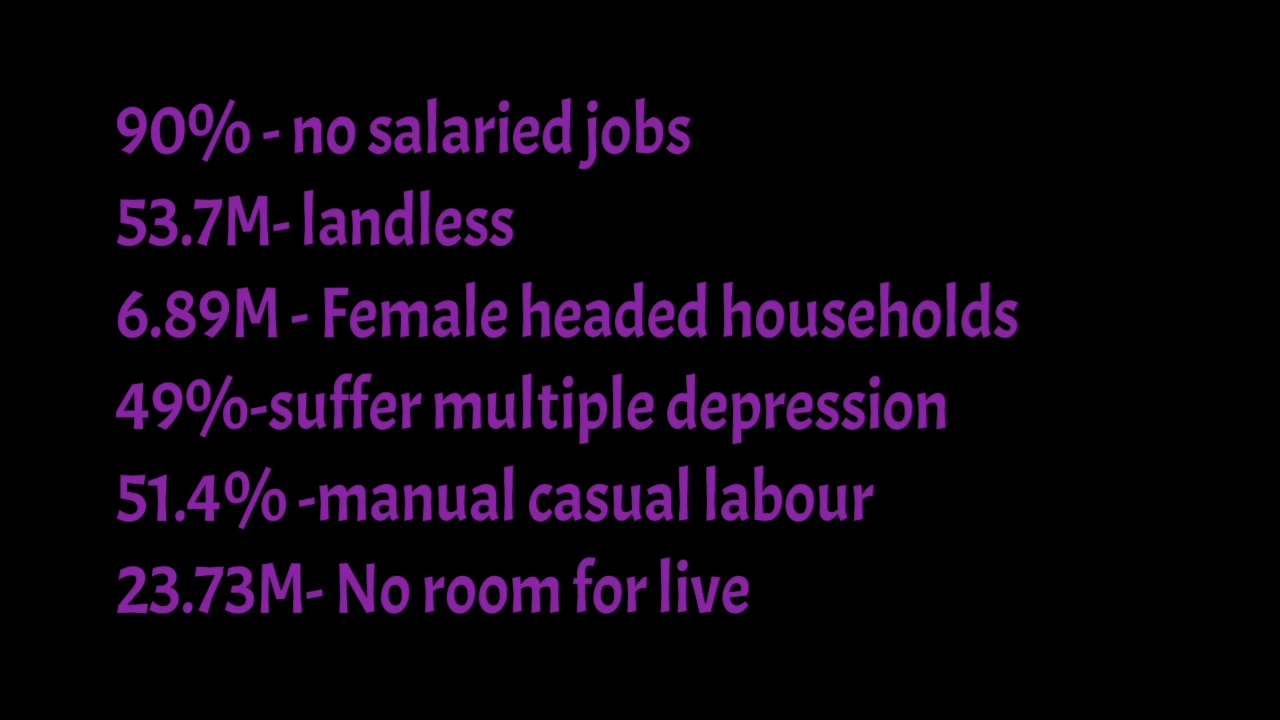 90% - no salaried jobs
53.7M- landless
6.89M - Female headed households
49%-suffer multiple depression
51.4% -manual casual labour
23.73M- No room for live